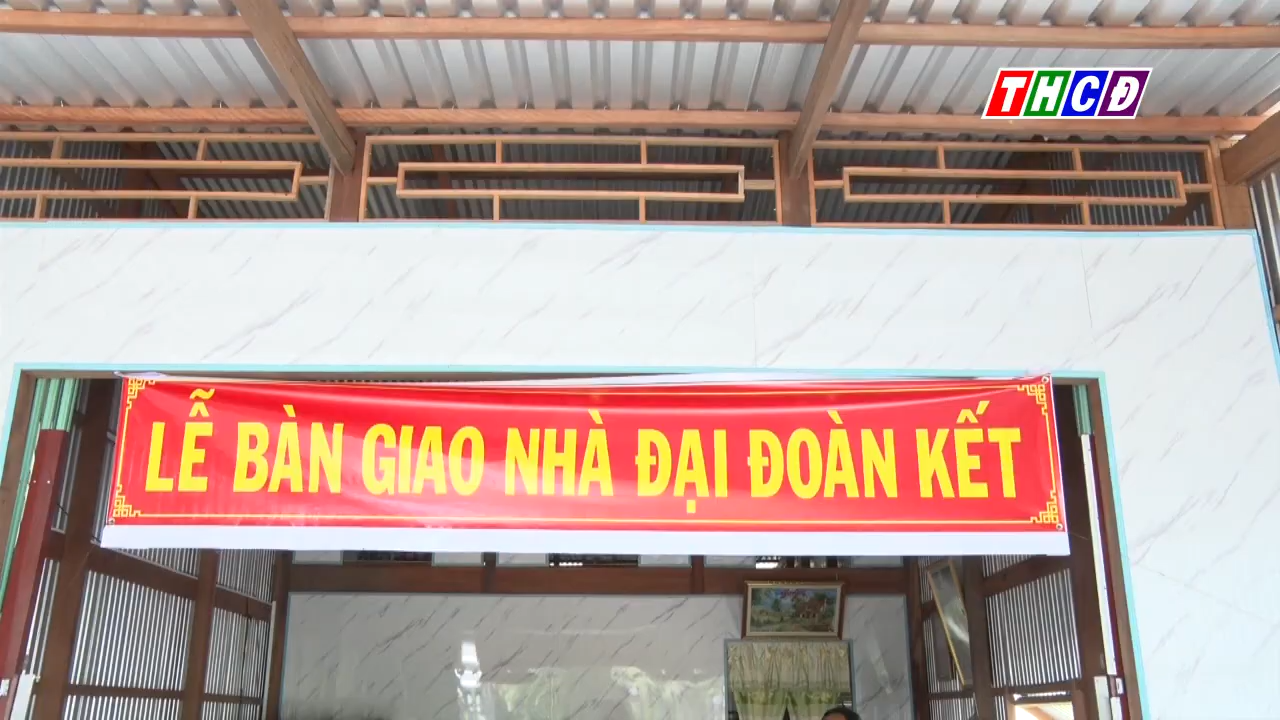 THCĐ
LỄ BÀN GIAO NHÀ ĐẠI ĐOÀN KẾT